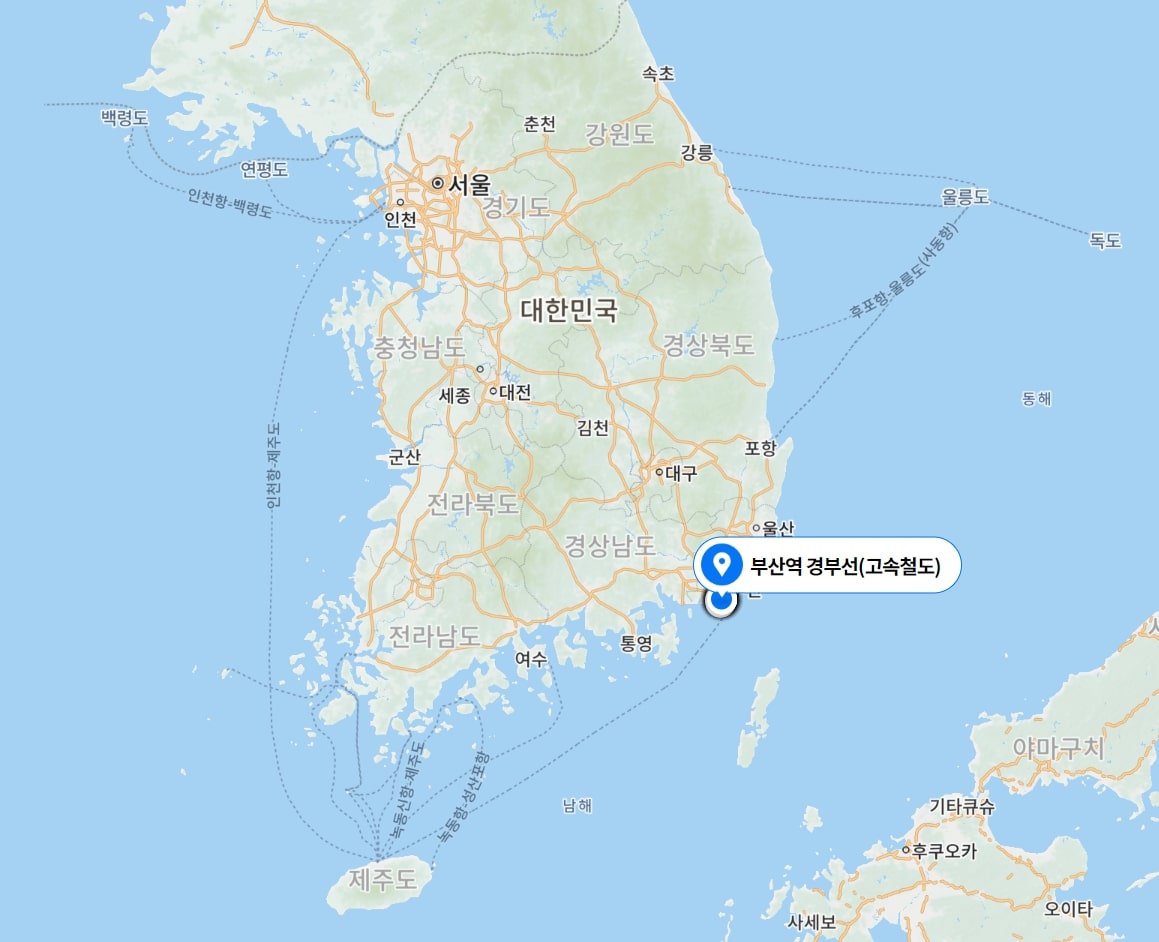 속초
백령도
춘천
강원도
강릉
연평도
서울
인천항-백령도
경기도
울릉도
인천
독도
후포항-울릉도(사동항)
대한민국
충청남도
경상북도
세종
대전
동해
김천
인천항-제주도
군산
포항
대구
전라북도
울산
경상남도
부산역 경부선(고속철도)
전라남도
통영
여수
야마구치
녹동신항-제주도
녹동항-성산포항
남해
기타큐슈
후쿠오카
제주도
오이타
사세보